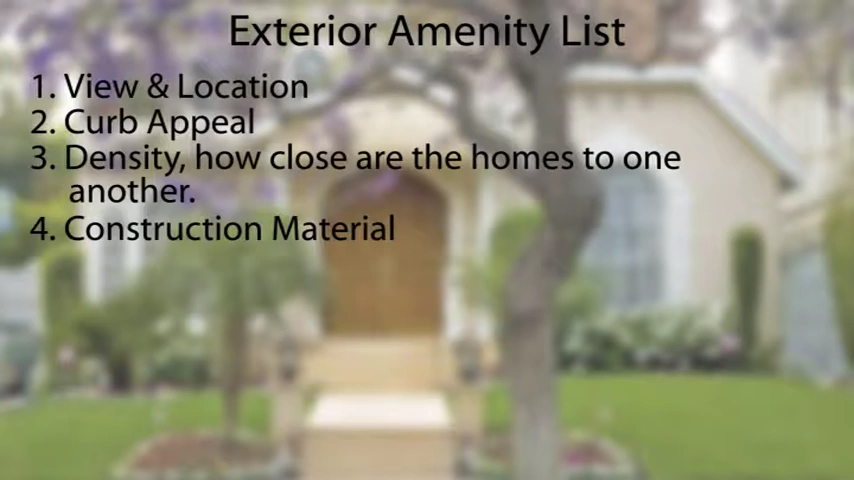 Exterior Amenity List
1. View & Location
2. Curb Appeal
3. Density, how close are the homes to one
another.
4. Construction Material